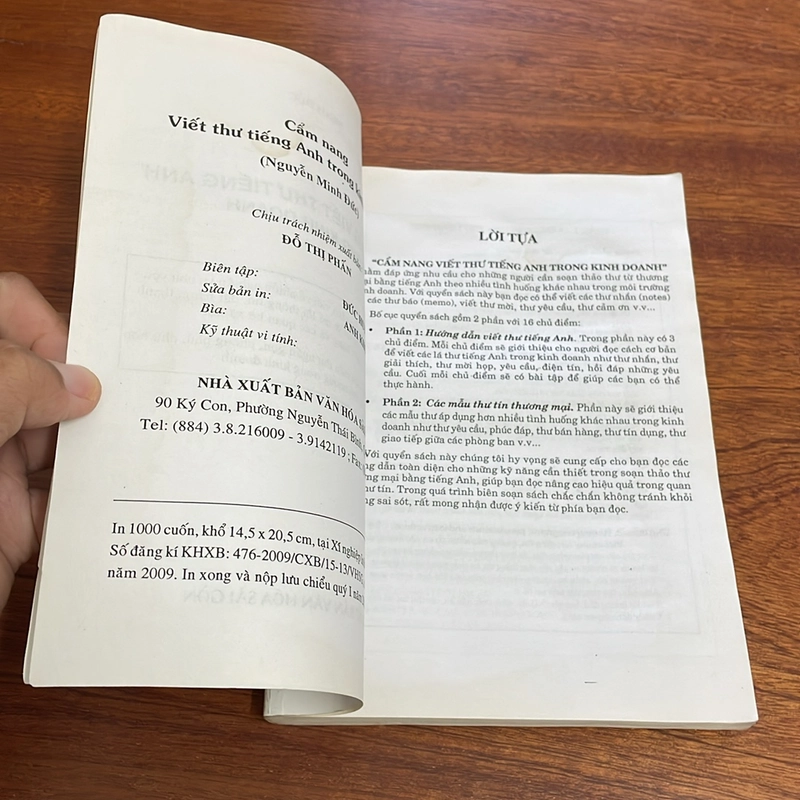 Cẩm nang
Viết thư tiếng Anh trong
(Nguyễn Minh Đức)
Chịu trách nhiệm xuất bản
ĐỖ THỊ PHẤN
Biên tập:
Sửa bản in:
ĐỨC
Bìa:
ANH
Kỹ thuật vi tính:
NHÀ XUẤT BẢN VĂN HÓA
90 Ký Con, Phường Nguyễn Thái Bình
Tel: (884) 3.8.216009 - 3.9142119 ; Fax
In 1000 cuốn, khổ 14,5 x 20,5 cm, tại Xí nghiệp
Số đăng kí KHXB: 476-2009/CXB/15-13/
năm 2009. In xong và nộp lưu chiểu quý I năm
LỜI TỰA
"CẨM NANG VIẾT THƯ TIẾNG ANH TRONG KINH DOANH"
đáp ứng nhu cầu cho những người cần soạn thảo thư từ thương
bằng tiếng Anh theo nhiều tình huống khác nhau trong môi trường
doanh. Với quyển sách này bạn đọc có thể viết các thư nhắn (notes)
các thư báo (memo), viết thư mời, thư yêu cầu, thư cảm ơn v.v...
Bố cục quyển sách gồm 2 phần với 16 chủ điểm:
• Phần 1: Hướng dẫn viết thư tiếng Anh. Trong phần này có 3
chủ điểm. Mỗi chủ điểm sẽ giới thiệu cho người đọc cách cơ bản
để viết các lá thư tiếng Anh trong kinh doanh như thư nhắn, thư
giải thích, thư mời họp, yêu cầu, điện tín, hồi đáp những yêu
cầu. Cuối mỗi chủ điểm sẽ có bài tập để giúp các bạn có thể
thực hành.
• Phần 2: Các mẫu thư tín thương mại. Phần này sẽ giới thiệu
các mẫu thư áp dụng hơn nhiều tình huống khác nhau trong kinh
doanh như thư yêu cầu, phúc đáp, thư bán hàng, thư tín dụng, thư
giao tiếp giữa các phòng ban v.v...
Với quyển sách này chúng tôi hy vọng sẽ cung cấp cho bạn đọc các
dẫn toàn diện cho những kỹ năng cần thiết trong soạn thảo thư
mại bằng tiếng Anh, giúp bạn nâng cao hiệu quả trong quan
thư tín. Trong quá trình biên soạn sách chắc chắn không tránh khỏi
sai sót, rất mong nhận được ý kiến từ phía bạn đọc.